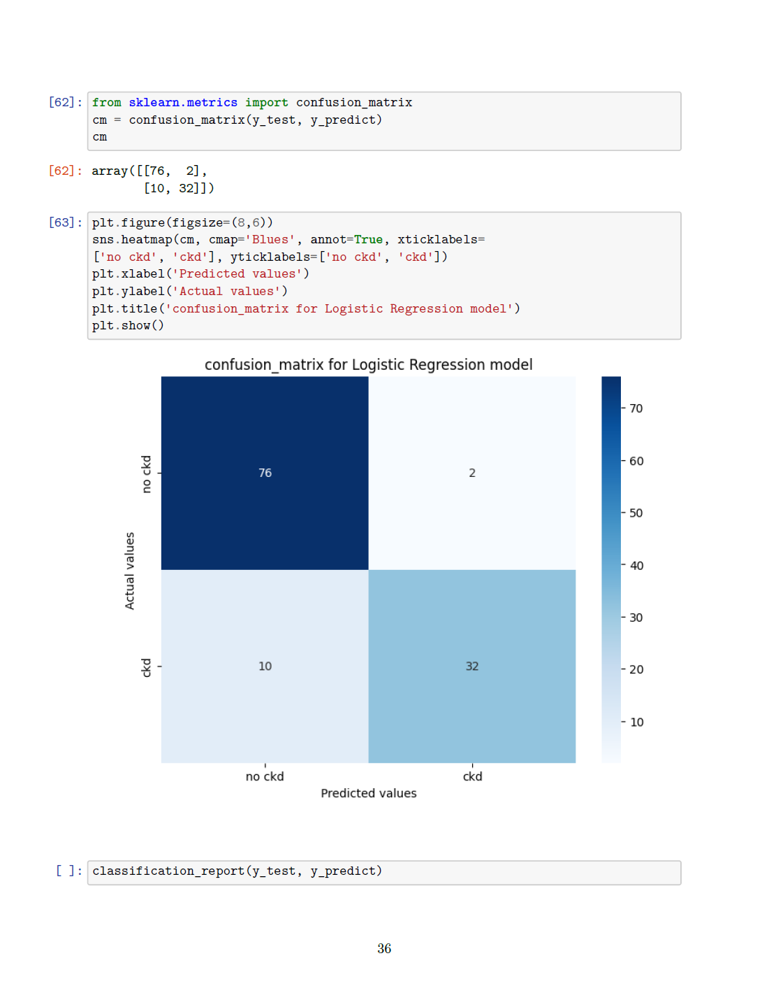 [62]: from sklearn.metrics import confusion_matrix
cm = confusion_matrix(y_test, y_predict)
cm
[62]: array([[76,  2],
       [10, 32]])
[63]: plt.figure(figsize=(8,6))
sns.heatmap(cm, cmap='Blues', annot=True, xticklabels=
['no ckd', 'ckd'], yticklabels=['no ckd', 'ckd'])
plt.xlabel('Predicted values')
plt.ylabel('Actual values')
plt.title('confusion_matrix for Logistic Regression model')
plt.show()
confusion_matrix for Logistic Regression model
no ckd
ckd
Actual values
76
2
10
32
no ckd
ckd
Predicted values
70
60
50
40
30
20
10
[ ]: classification_report(y_test, y_predict)
36